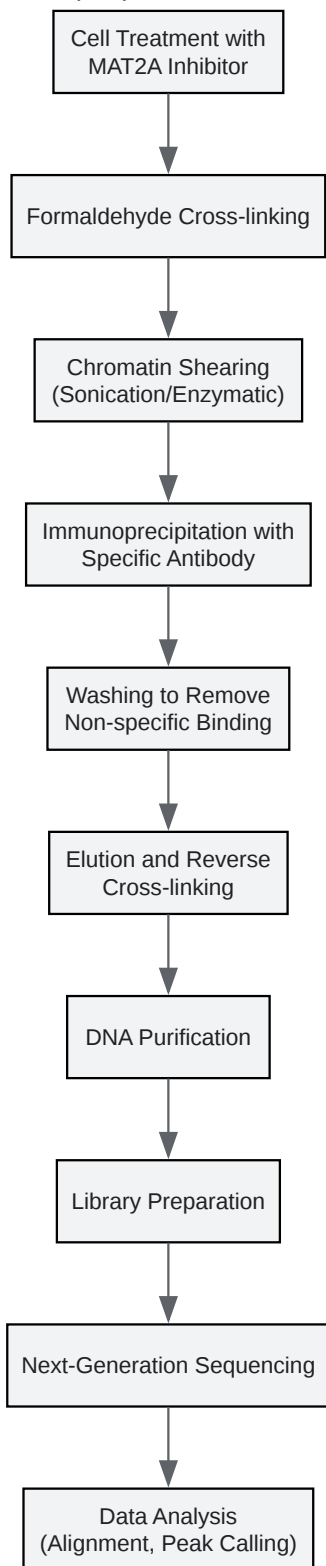 Cell Treatment with
MAT2A Inhibitor
Formaldehyde Cross-linking
Chromatin Shearing
(Sonication/Enzymatic)
Immunoprecipitation with
Specific Antibody
Washing to Remove
Non-specific Binding
Elution and Reverse
Cross-linking
DNA Purification
Library Preparation
Next-Generation Sequencing
Data Analysis
(Alignment, Peak Calling)